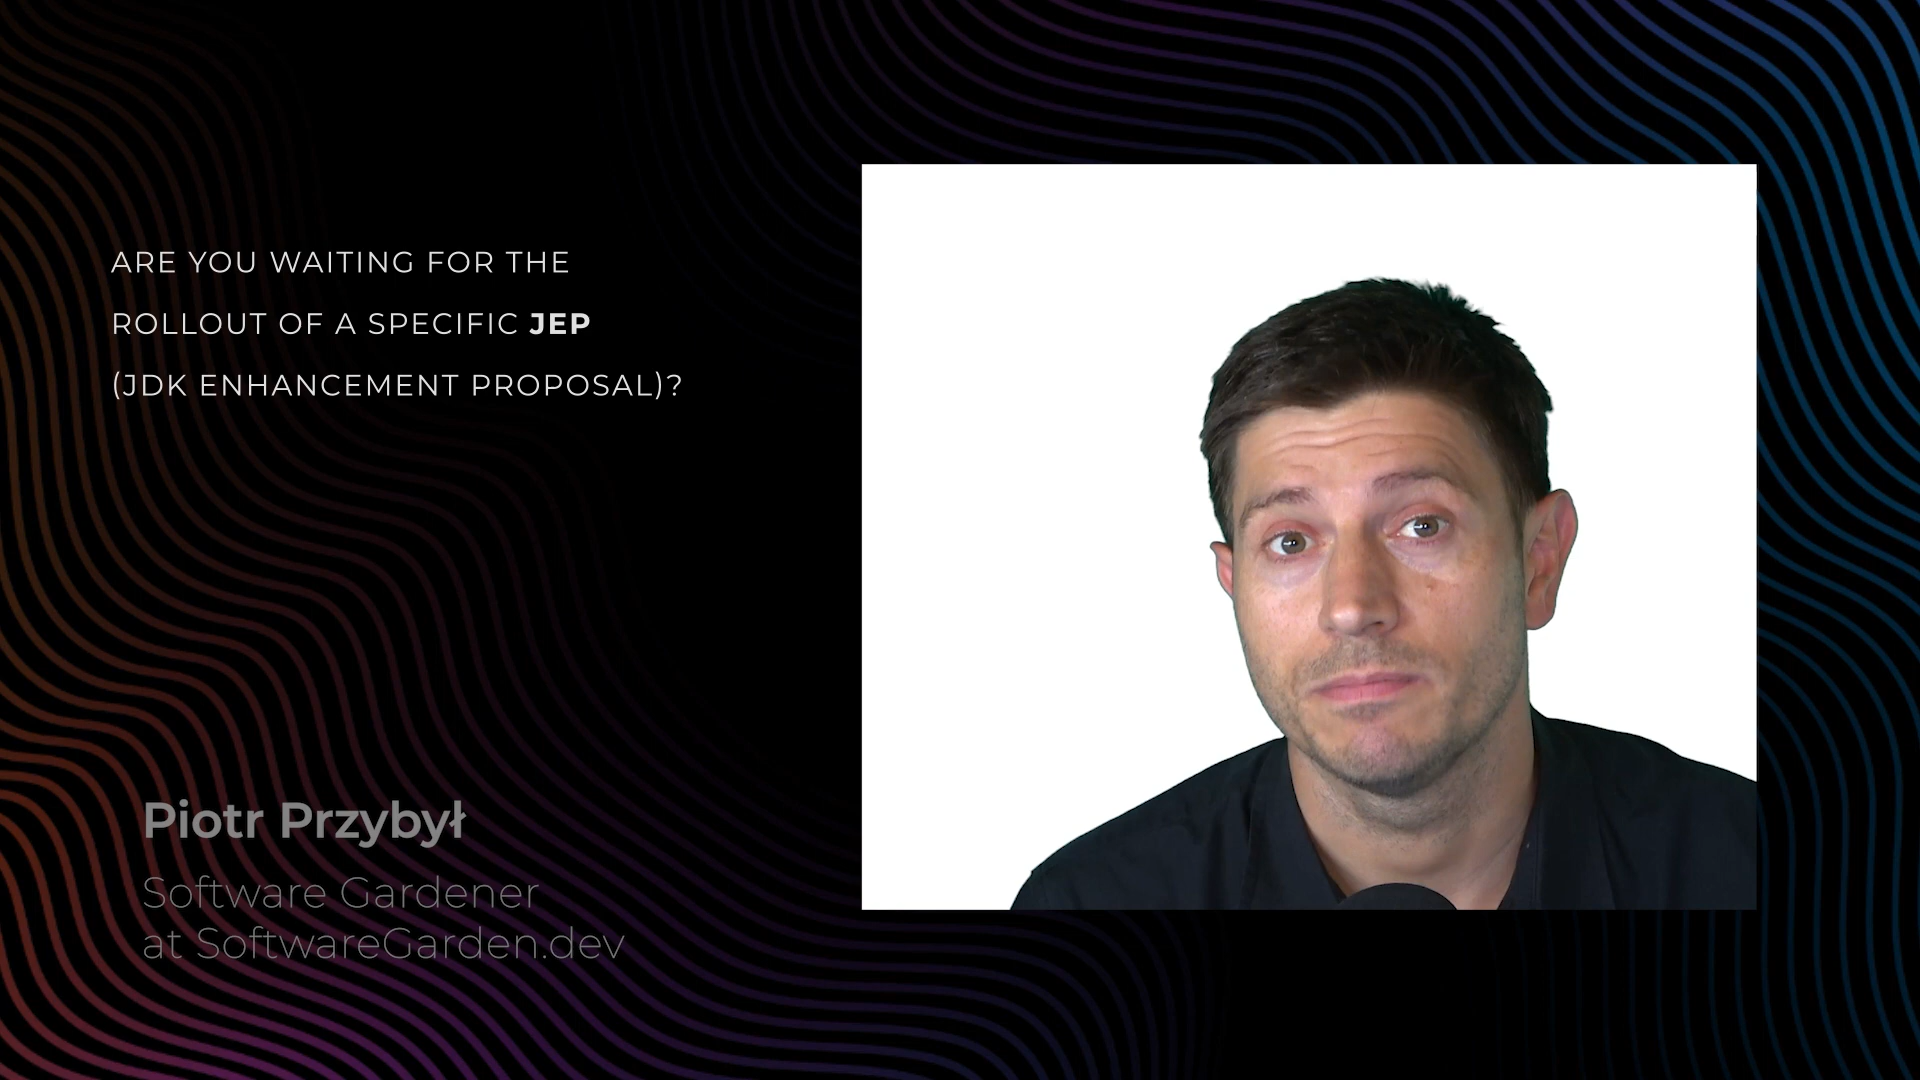 ARE YOU WAITING FOR THE
ROLLOUT OF A SPECIFIC JEP
(JDK ENHANCEMENT PROPOSAL)?
Piotr Przybył
Software Gardener
at SoftwareGarden.dev